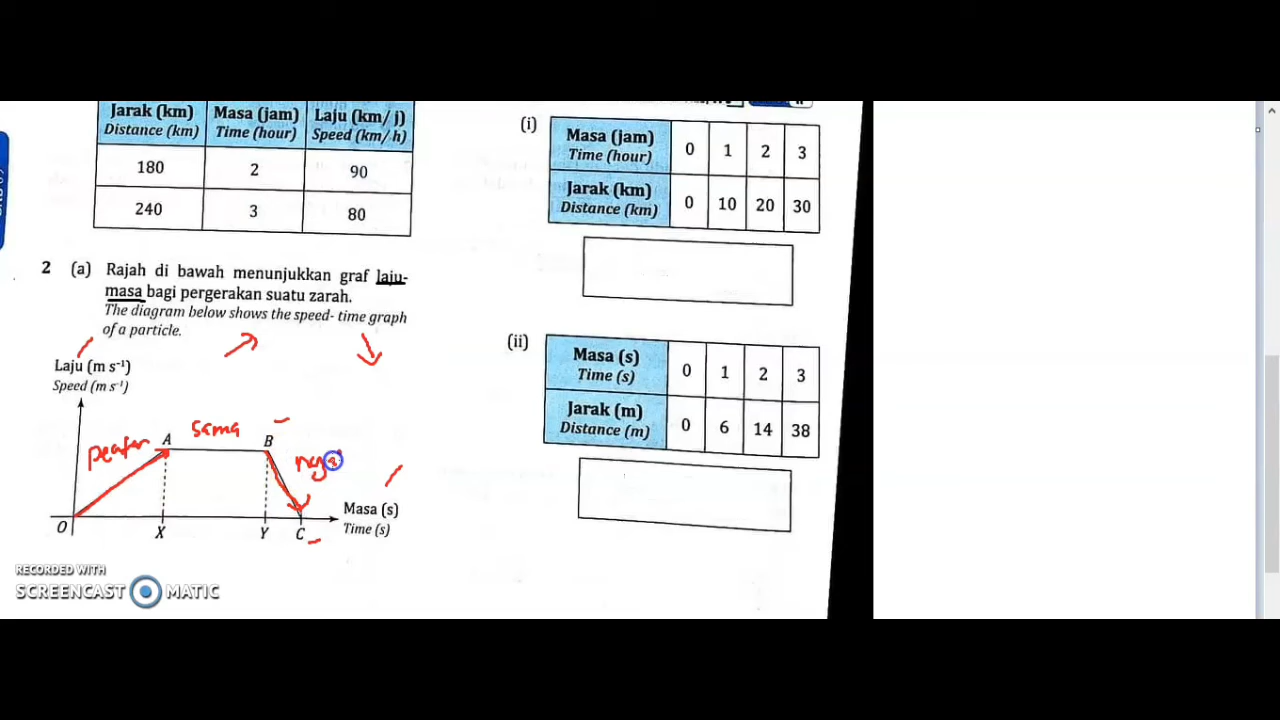 Jarak (km)
Distance (km)
Masa (jam)
Time (hour)
Laju (km/ j)
Speed (km/ h)
180
2
90
240
3
80
2 (a) Rajah di bawah menunjukkan graf laju-
masa bagi pergerakan suatu zarah.
The diagram below shows the speed- time graph
of a particle.
Laju (m s⁻¹)
Speed (m s⁻¹)
A
sama
B
O
X
Y
C
Masa (s)
Time (s)
RECORDED WITH
SCREENCAST MATIC
(i)
Masa (jam)
Time (hour)
0 1 2 3
Jarak (km)
Distance (km)
0 10 20 30
(ii)
Masa (s)
Time (s)
0 1 2 3
Jarak (m)
Distance (m)
0 6 14 38